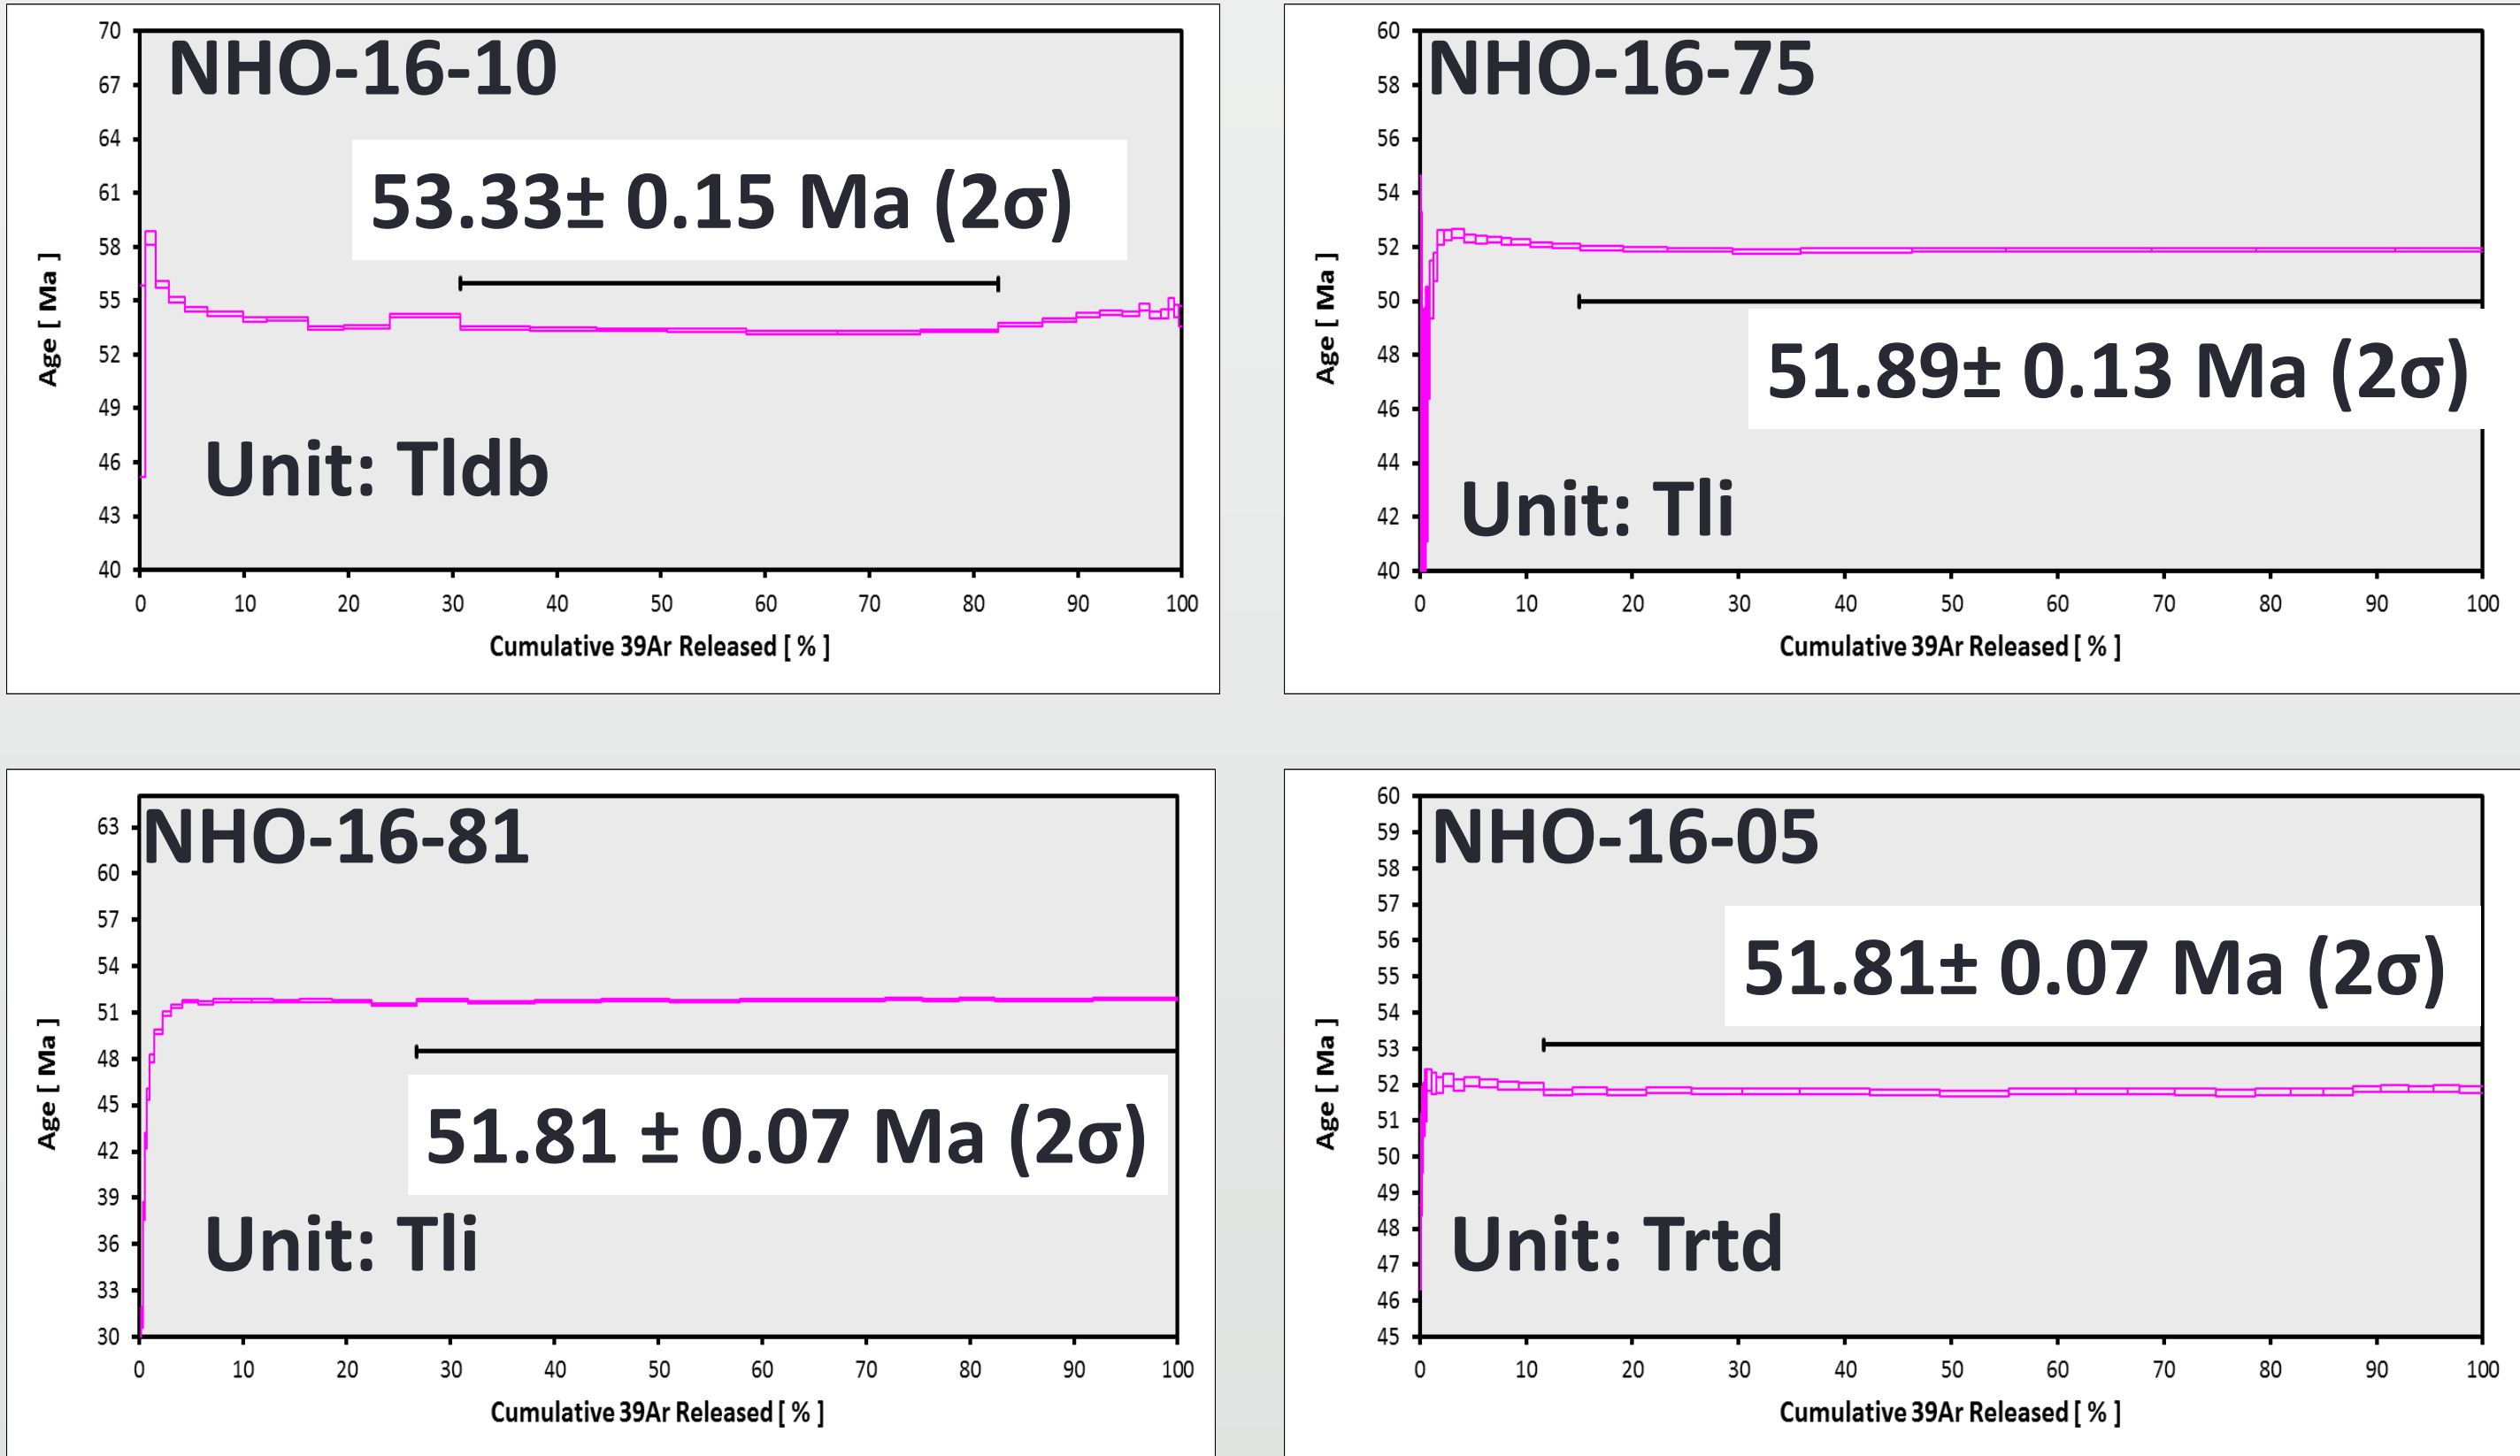 NHO-16-10
53.33± 0.15 Ma (2σ)
Unit: Tldb
Age [ Ma ]
70
67
64
61
58
55
52
49
46
43
40
0 10 20 30 40 50 60 70 80 90 100
Cumulative 39Ar Released [ % ]
NHO-16-75
51.89± 0.13 Ma (2σ)
Unit: Tli
Age [ Ma ]
60
58
56
54
52
50
48
46
44
42
40
0 10 20 30 40 50 60 70 80 90 100
Cumulative 39Ar Released [ % ]
NHO-16-81
51.81 ± 0.07 Ma (2σ)
Unit: Tli
Age [ Ma ]
63
60
57
54
51
48
45
42
39
36
33
30
0 10 20 30 40 50 60 70 80 90 100
Cumulative 39Ar Released [ % ]
NHO-16-05
51.81± 0.07 Ma (2σ)
Unit: Trtd
Age [ Ma ]
60
59
58
57
56
55
54
53
52
51
50
49
48
47
46
45
0 10 20 30 40 50 60 70 80 90 100
Cumulative 39Ar Released [ % ]